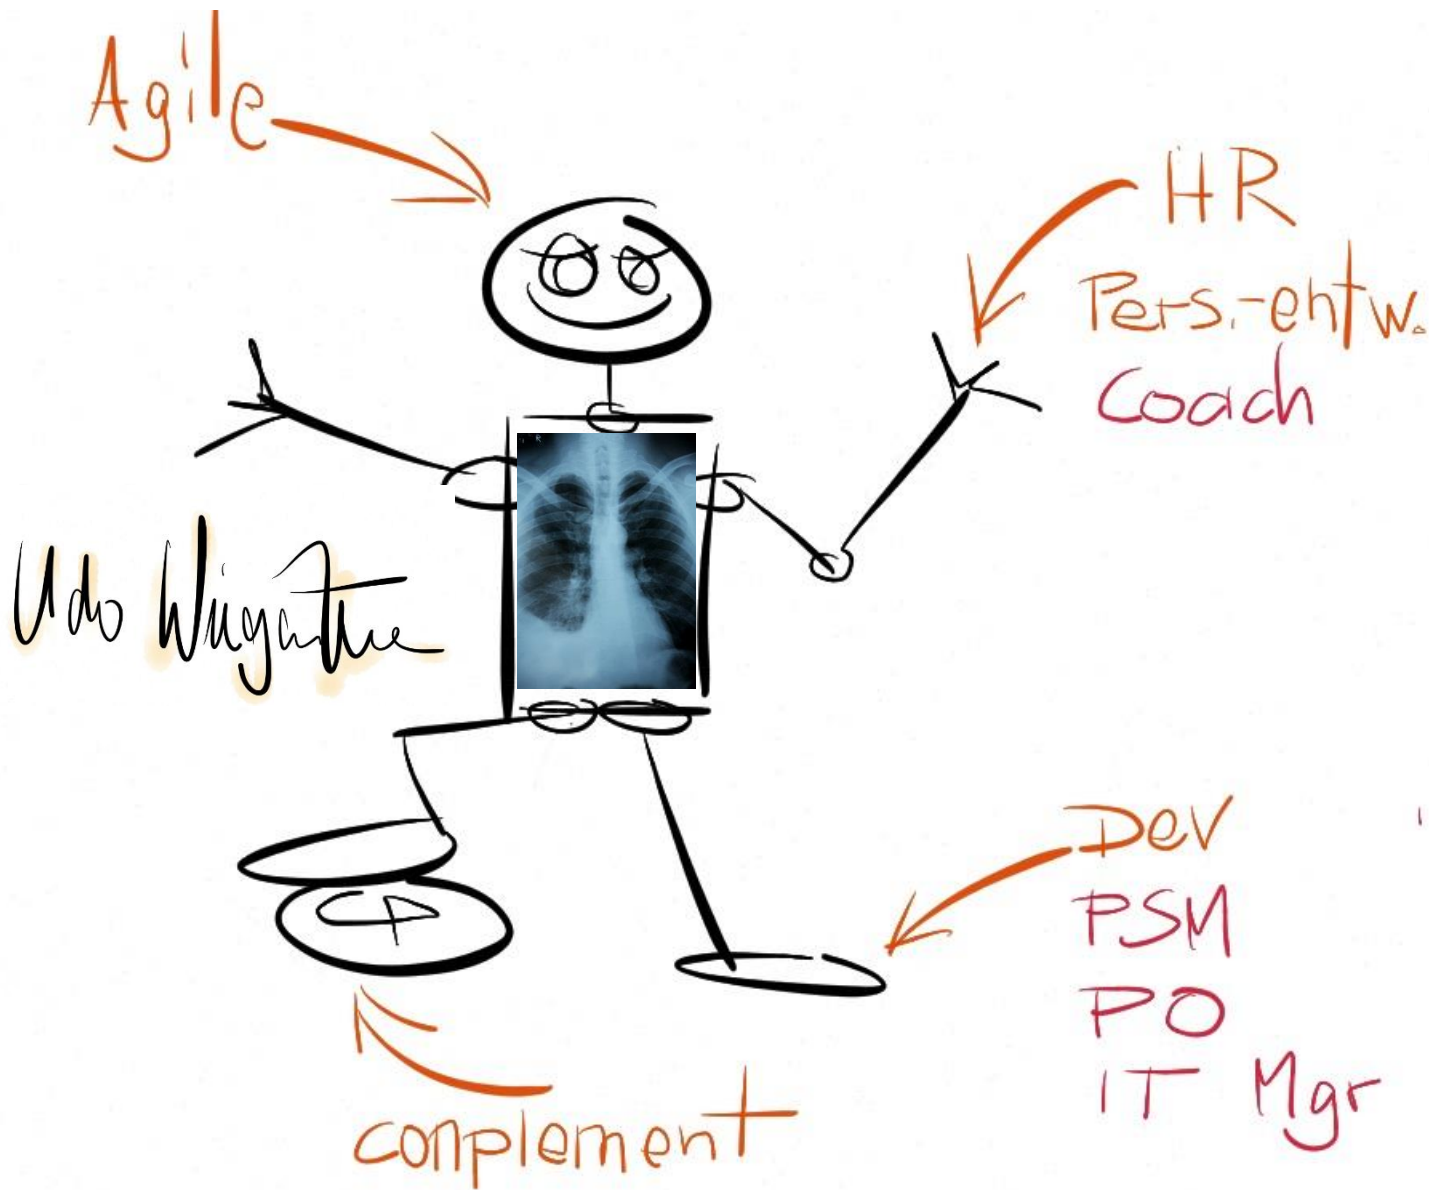 Agile
HR
Pers.-entw.
Coach
Udo
Dev
PSM
PO
IT Mgr
conplement